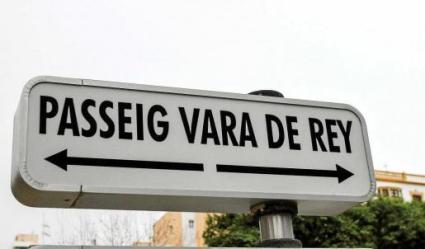 PASSEIG VARA DE REY